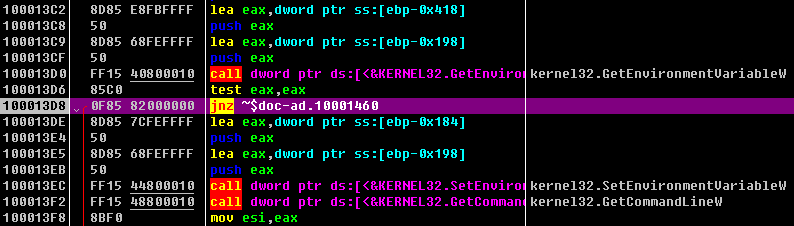 100013C2 8D85 E8FBFFFF lea eax,dword ptr ss:[ebp-0x418]
100013C8 50 push eax
100013C9 8D85 68FEFFFF lea eax,dword ptr ss:[ebp-0x198]
100013CF 50 push eax
100013D0 FF15 40800010 call dword ptr ds:[<&KERNEL32.GetEnviron kernel32.GetEnvironmentVariableW
100013D6 85C0 test eax,eax
100013D8 0F85 82000000 jnz ~$doc-ad.10001460
100013DE 8D85 7CFEFFFF lea eax,dword ptr ss:[ebp-0x184]
100013E4 50 push eax
100013E5 8D85 68FEFFFF lea eax,dword ptr ss:[ebp-0x198]
100013EB 50 push eax
100013EC FF15 44800010 call dword ptr ds:[<&KERNEL32.SetEnviron kernel32.SetEnvironmentVariableW
100013F2 FF15 48800010 call dword ptr ds:[<&KERNEL32.GetCommand kernel32.GetCommandLineW
100013F8 8BF0 mov esi,eax